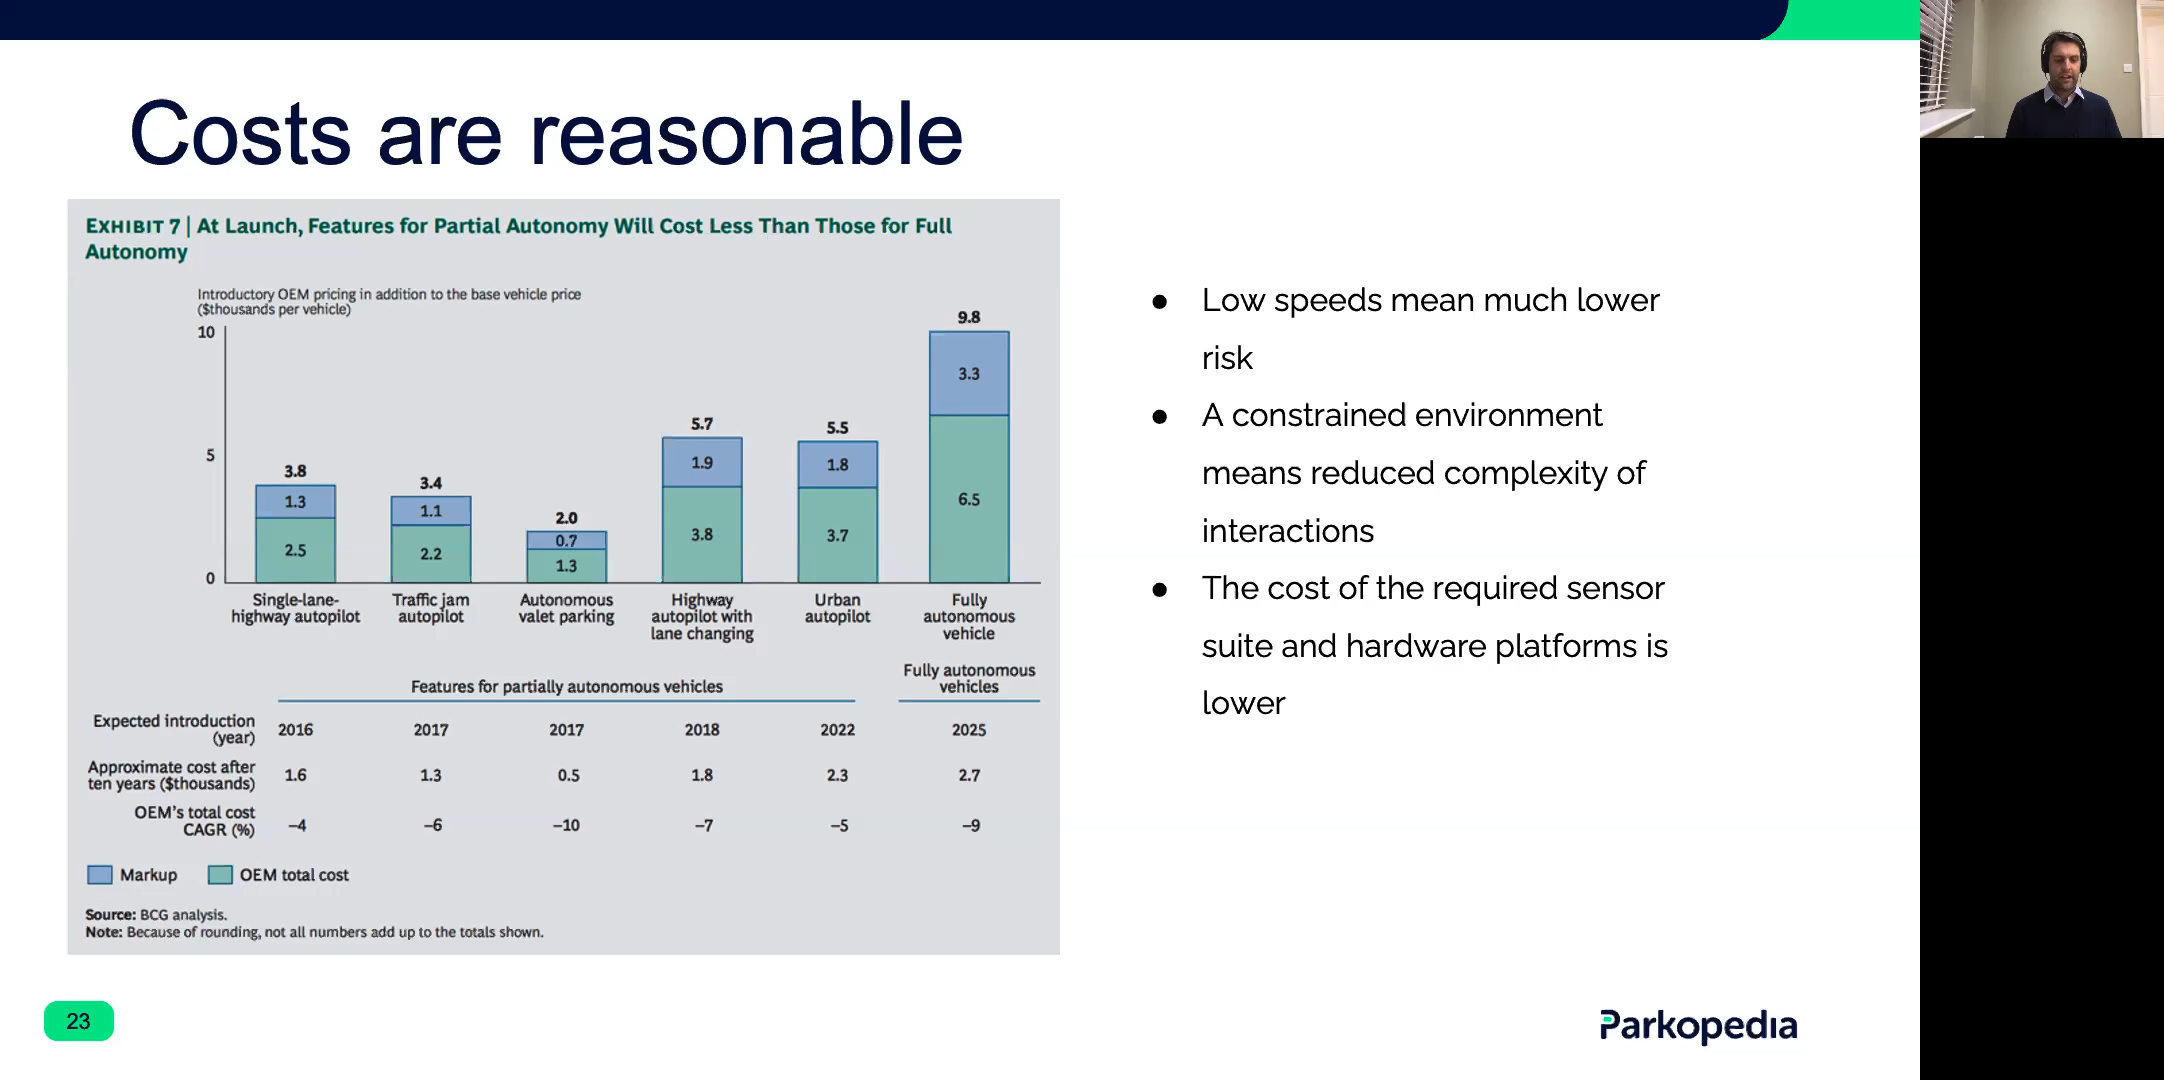 Costs are reasonable
EXHIBIT 7 | At Launch, Features for Partial Autonomy Will Cost Less Than Those for Full
Autonomy
Introductory OEM pricing in addition to the base vehicle price
($thousands per vehicle)
10
5
0
3.8
1.3
2.5
3.4
1.1
2.2
2.0
0.7
1.3
5.7
1.9
3.8
5.5
1.8
3.7
9.8
3.3
6.5
Single-lane-
highway autopilot
Traffic jam
autopilot
Autonomous
valet parking
Highway
autopilot with
lane changing
Urban
autopilot
Fully
autonomous
vehicle
Features for partially autonomous vehicles
Fully autonomous
vehicles
Expected introduction
(year)
2016 2017 2017 2018 2022 2025
Approximate cost after
ten years ($thousands)
1.6 1.3 0.5 1.8 2.3 2.7
OEM's total cost
CAGR (%)
–4 –6 –10 –7 –5 –9
Markup OEM total cost
Source: BCG analysis.
Note: Because of rounding, not all numbers add up to the totals shown.
● Low speeds mean much lower
risk
● A constrained environment
means reduced complexity of
interactions
● The cost of the required sensor
suite and hardware platforms is
lower
23
Parkopedia